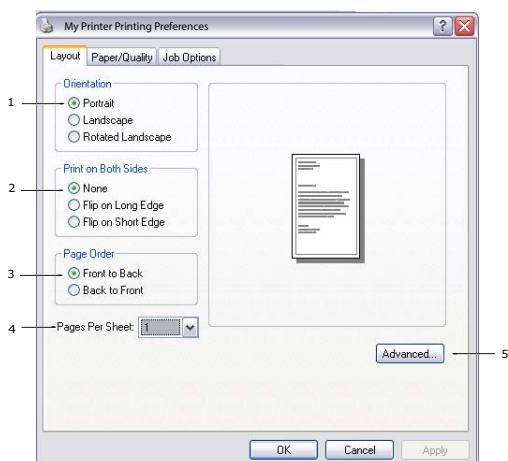 My Printer Printing Preferences
Layout Paper/Quality Job Options
Orientation
1
Portrait
Landscape
Rotated Landscape
Print on Both Sides
2
None
Flip on Long Edge
Flip on Short Edge
Page Order
3
Front to Back
Back to Front
4
Pages Per Sheet: 1
Advanced...
5
OK Cancel Apply